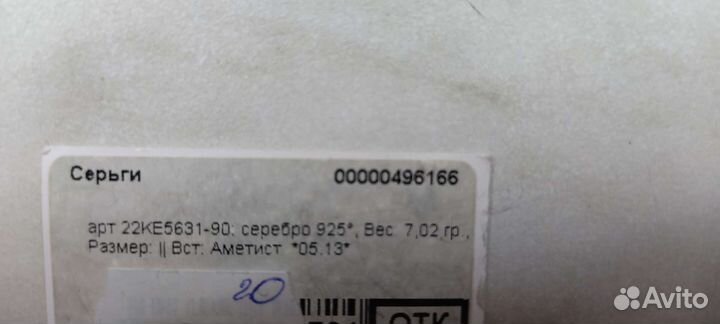 Серьги 00000496166
арт 22КЕ5631-90; серебро 925°, Вес: 7,02 гр.,
Размер: || Вст: Аметист *05.13*
20
ОТК
Avito